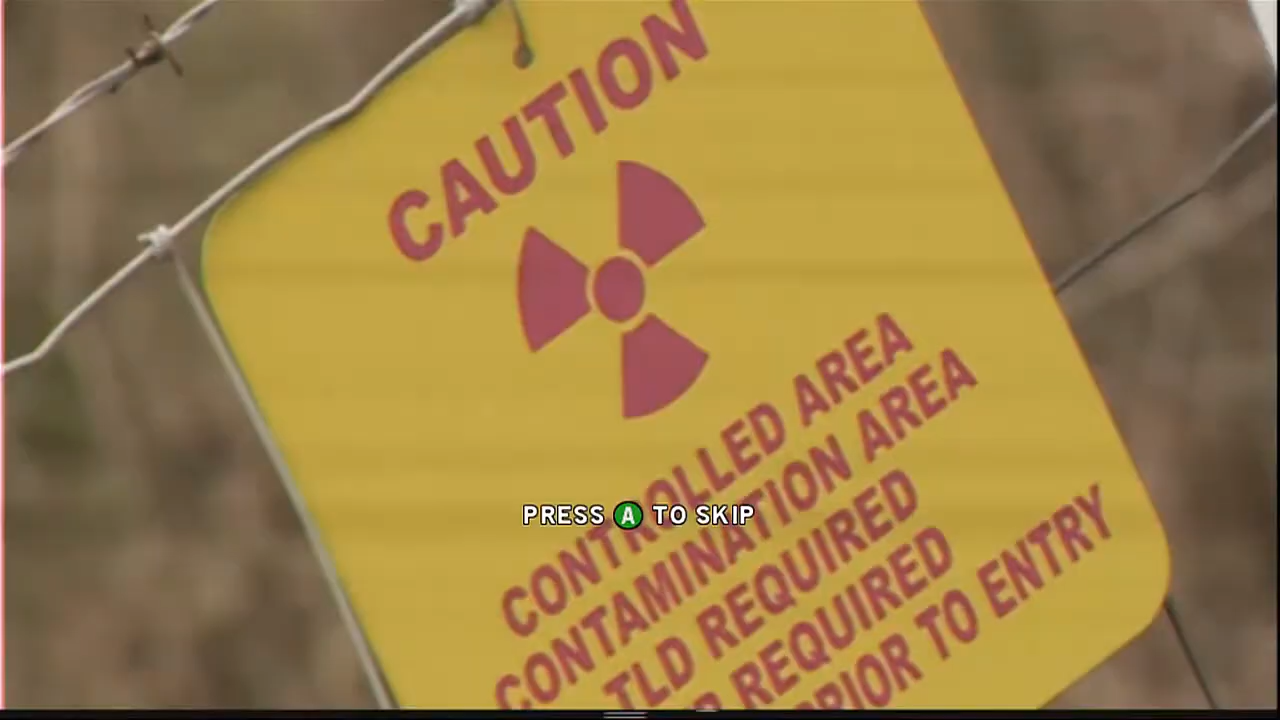 CAUTION
CONTROLLED AREA
CONTAMINATION AREA
TLD REQUIRED
REQUIRED
PRIOR TO ENTRY
PRESS A TO SKIP